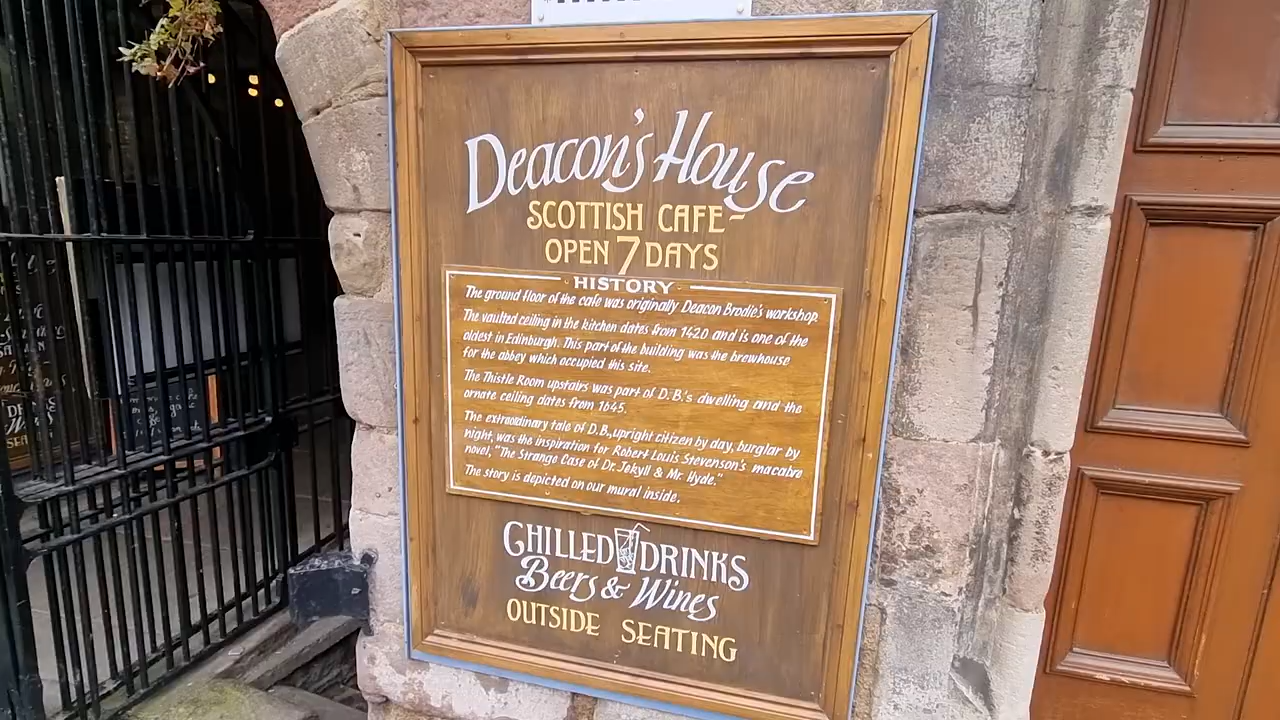 Deacon's House
SCOTTISH CAFE-
OPEN 7 DAYS
HISTORY
The ground floor of the cafe was originally Deacon Brodie's workshop.
The vaulted ceiling in the kitchen dates from 1420 and is one of the
oldest in Edinburgh. This part of the building was the brewhouse
for the abbey which occupied this site.
The Thistle Room upstairs was part of D.B.'s dwelling and the
ornate ceiling dates from 1645.
The extraordinary tale of D.B., upright citizen by day, burglar by
night, was the inspiration for Robert Louis Stevenson's macabre
novel, "The Strange Case of Dr. Jekyll & Mr. Hyde."
The story is depicted on our mural inside.
CHILLED DRINKS
Beers & Wines
OUTSIDE SEATING